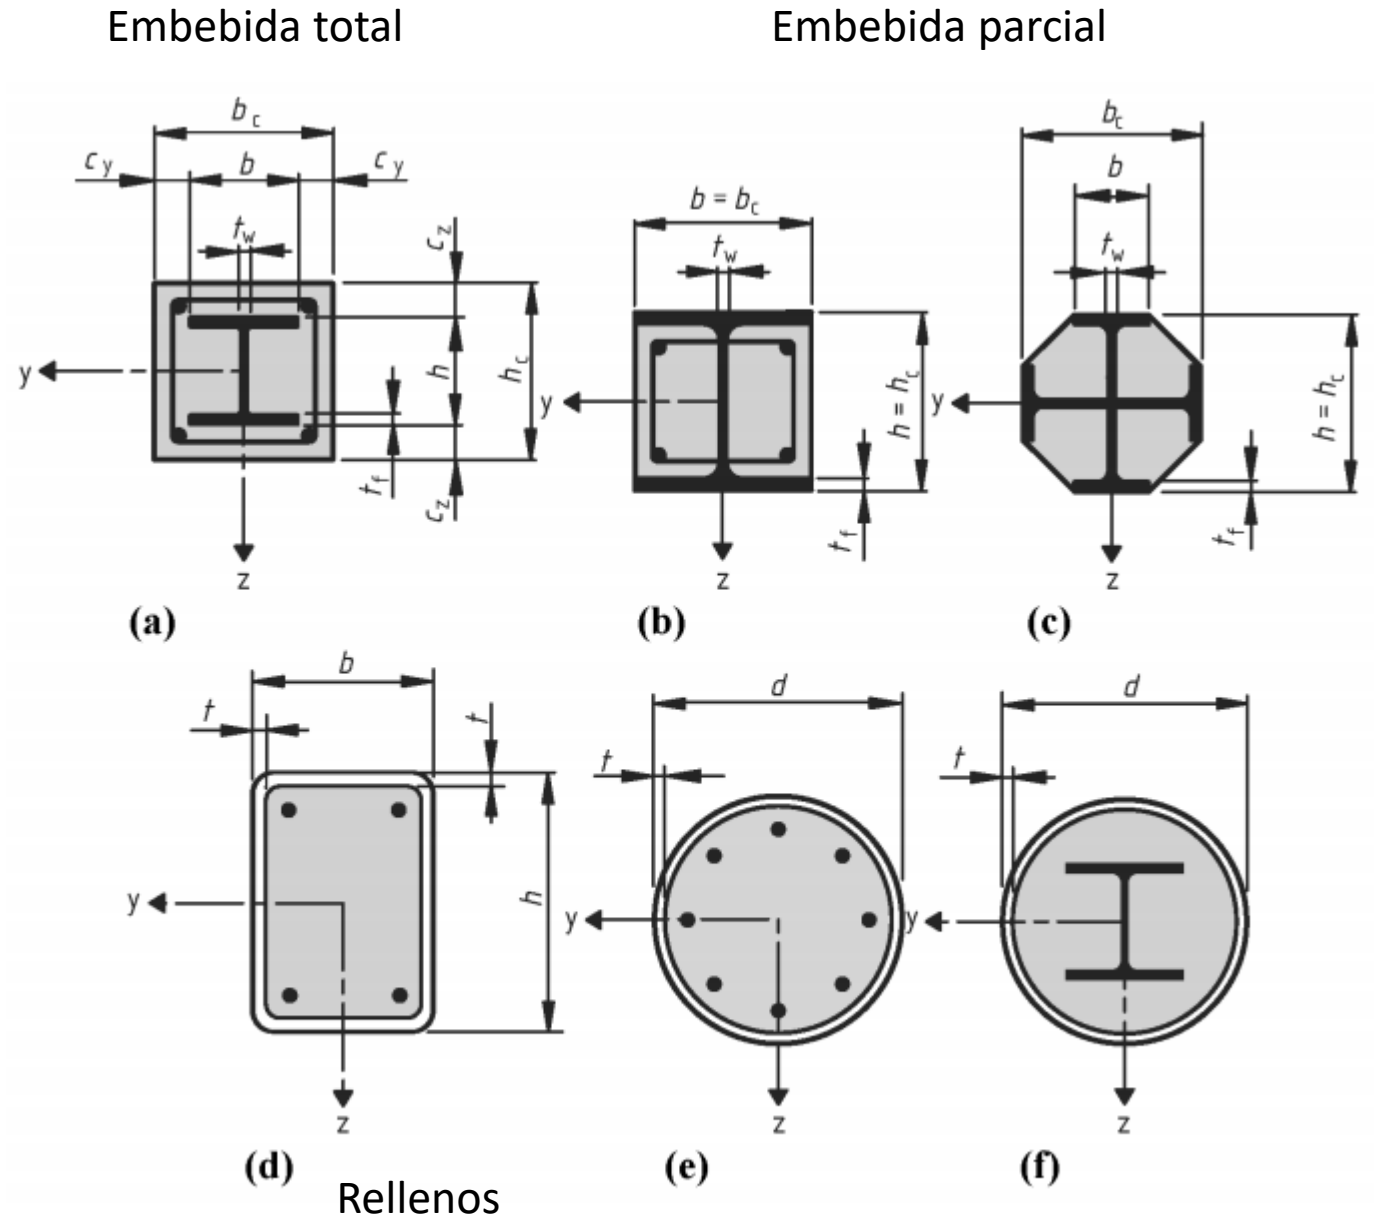 Embebida total
Embebida parcial
b c
c y b c y
t w
c z
h
h c
y
t f
c z
z
(a)
b = b c
t w
y
h = h c
t f
z
(b)
b c
b
t w
y
h = h c
t f
z
(c)
b
t
t
h
y
z
(d)
d
t
y
z
(e)
d
t
y
z
(f)
Rellenos